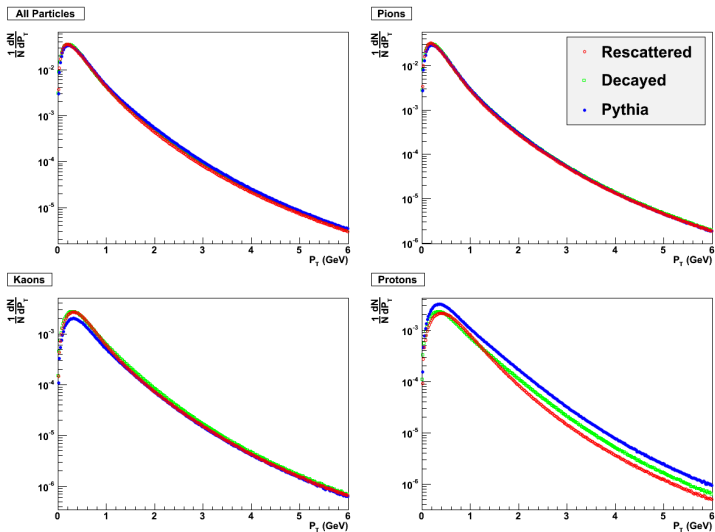 All Particles
1/N dN/dP_T
10^-2
10^-3
10^-4
10^-5
0 1 2 3 4 5 6
P_T (GeV)
Pions
1/N dN/dP_T
Rescattered
Decayed
Pythia
10^-2
10^-3
10^-4
10^-5
10^-6
0 1 2 3 4 5 6
P_T (GeV)
Kaons
1/N dN/dP_T
10^-3
10^-4
10^-5
10^-6
0 1 2 3 4 5 6
P_T (GeV)
Protons
1/N dN/dP_T
10^-3
10^-4
10^-5
10^-6
0 1 2 3 4 5 6
P_T (GeV)